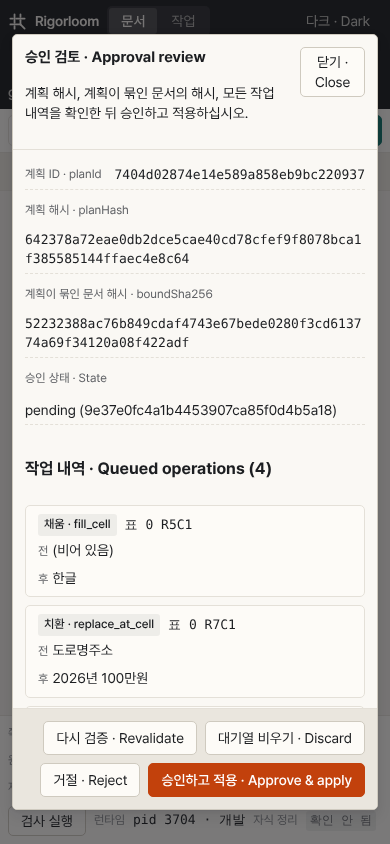 Rigorloom 문서 작업 다크 · Dark
승인 검토 · Approval review
닫기 ·
Close
계획 해시, 계획이 묶인 문서의 해시, 모든 작업
내역을 확인한 뒤 승인하고 적용하십시오.
계획 ID · planId 7404d02874e14e589a858eb9bc220937
계획 해시 · planHash
642378a72eae0db2dce5cae40cd78cfef9f8078bca1
f385585144ffaec4e8c64
계획이 묶인 문서 해시 · boundSha256
52232388ac76b849cdaf4743e67bede0280f3cd6137
74a69f34120a08f422adf
승인 상태 · State
pending (9e37e0fc4a1b4453907ca85f0d4b5a18)
작업 내역 · Queued operations (4)
채움 · fill_cell 표 0 R5C1
전 (비어 있음)
후 한글
치환 · replace_at_cell 표 0 R7C1
전 도로명주소
후 2026년 100만원
다시 검증 · Revalidate 대기열 비우기 · Discard
거절 · Reject 승인하고 적용 · Approve & apply
검사 실행 런타임 pid 3704 · 개발 자식 정리 확인 안 됨